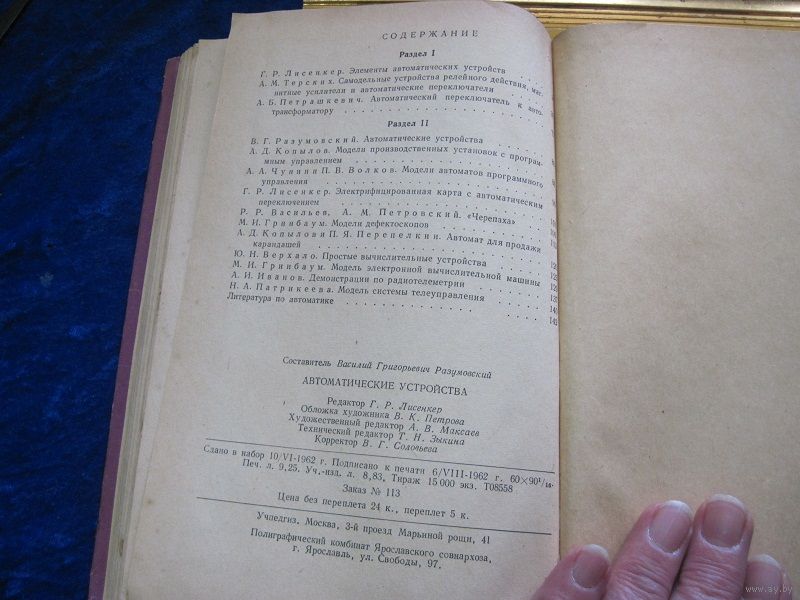 СОДЕРЖАНИЕ
Раздел I
Г. Р. Лисенкер. Элементы автоматических устройств
А. М. Терских. Самодельные устройства релейного действия, маг-
нитные усилители и автоматические переключатели
А. Б. Петрашкевич. Автоматический переключатель к авто-
трансформатору
Раздел II
В. Г. Разумовский. Автоматические устройства
А. Д. Копылов. Модели производственных установок с програм-
мным управлением
А. А. Чунин и П. В. Волков. Модели автоматов программного
управления
Г. Р. Лисенкер. Электрифицированная карта с автоматическим
переключением
Р. Р. Васильев, А. М. Петровский. «Черепаха»
М. И. Гринбаум. Модели дефектоскопов
А. Д. Копылов и П. Я. Перепелкин. Автомат для продажи
карандашей
Ю. Н. Верхало. Простые вычислительные устройства
М. И. Гринбаум. Модель электронной вычислительной машины
А. И. Иванов. Демонстрации по радиотелеметрии
Н. А. Патрикеева. Модель системы телеуправления
Литература по автоматике
Составитель Василий Григорьевич Разумовский
АВТОМАТИЧЕСКИЕ УСТРОЙСТВА
Редактор Г. Р. Лисенкер
Обложка художника В. К. Петрова
Художественный редактор А. В. Максаев
Технический редактор Т. Н. Зыкина
Корректор В. Г. Соловьева
Сдано в набор 10/VI-1962 г. Подписано к печати 6/VIII-1962 г. 60×90¹/₁₆.
Печ. л. 9,25. Уч.-изд. л. 8,83. Тираж 15 000 экз. Т08558
Заказ № 113
Цена без переплета 24 к., переплет 5 к.
Учпедгиз. Москва, 3-й проезд Марьиной рощи, 41
Полиграфический комбинат Ярославского совнархоза,
г. Ярославль, ул. Свободы, 97.
www.ay.by